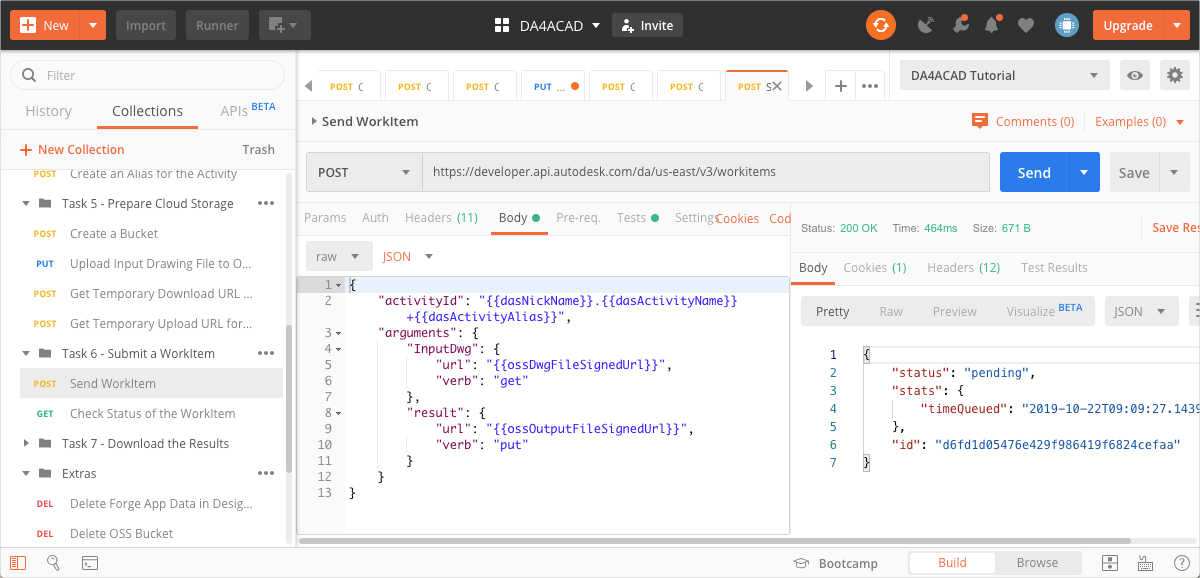 New
Import
Runner
DA4ACAD
Invite
Upgrade
Filter
History
Collections
APIs BETA
New Collection
Trash
POST Create an Alias for the Activity
Task 5 - Prepare Cloud Storage
POST Create a Bucket
PUT Upload Input Drawing File to O...
POST Get Temporary Download URL ...
POST Get Temporary Upload URL for...
Task 6 - Submit a WorkItem
POST Send WorkItem
GET Check Status of the WorkItem
Task 7 - Download the Results
Extras
DEL Delete Forge App Data in Desig...
DEL Delete OSS Bucket
POST C
POST C
POST C
PUT ...
POST C
POST C
POST S
DA4ACAD Tutorial
Send WorkItem
Comments (0)
Examples (0)
POST
https://developer.api.autodesk.com/da/us-east/v3/workitems
Send
Save
Params
Auth
Headers (11)
Body
Pre-req.
Tests
Settings
Cookies
Cod
raw
JSON
1 {
2 "activityId": "{{dasNickName}}.{{dasActivityName}}
+{{dasActivityAlias}}",
3 "arguments": {
4 "InputDwg": {
5 "url": "{{ossDwgFileSignedUrl}}",
6 "verb": "get"
7 },
8 "result": {
9 "url": "{{ossOutputFileSignedUrl}}",
10 "verb": "put"
11 }
12 }
13 }
Status: 200 OK
Time: 464ms
Size: 671 B
Save Res
Body
Cookies (1)
Headers (12)
Test Results
Pretty
Raw
Preview
Visualize BETA
JSON
1 {
2 "status": "pending",
3 "stats": {
4 "timeQueued": "2019-10-22T09:09:27.1439
5 },
6 "id": "d6fd1d05476e429f986419f6824cefaa"
7 }
Bootcamp
Build
Browse